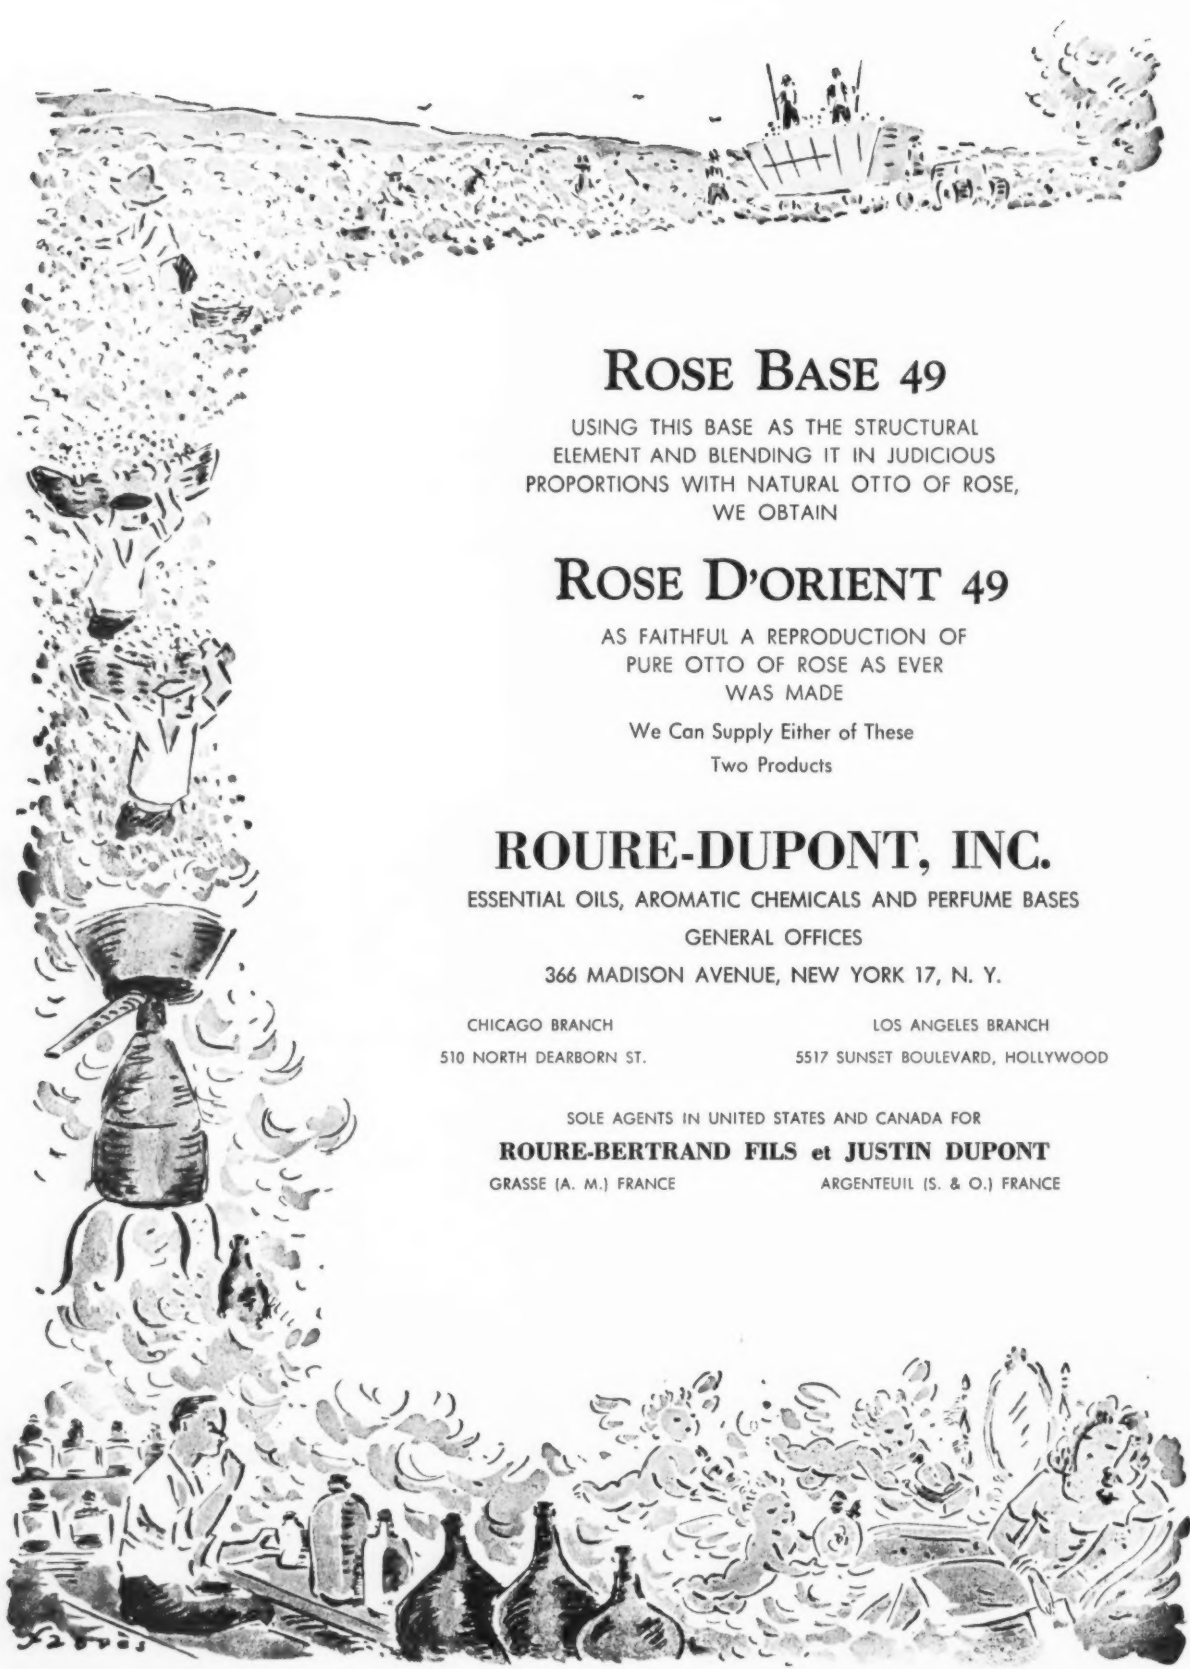 ROSE BASE 49
USING THIS BASE AS THE STRUCTURAL
ELEMENT AND BLENDING IT IN JUDICIOUS
PROPORTIONS WITH NATURAL OTTO OF ROSE,
WE OBTAIN
ROSE D'ORIENT 49
AS FAITHFUL A REPRODUCTION OF
PURE OTTO OF ROSE AS EVER
WAS MADE
We Can Supply Either of These
Two Products
ROURE-DUPONT, INC.
ESSENTIAL OILS, AROMATIC CHEMICALS AND PERFUME BASES
GENERAL OFFICES
366 MADISON AVENUE, NEW YORK 17, N. Y.
CHICAGO BRANCH
510 NORTH DEARBORN ST.
LOS ANGELES BRANCH
5517 SUNSET BOULEVARD, HOLLYWOOD
SOLE AGENTS IN UNITED STATES AND CANADA FOR
ROURE-BERTRAND FILS et JUSTIN DUPONT
GRASSE (A. M.) FRANCE
ARGENTEUIL (S. & O.) FRANCE